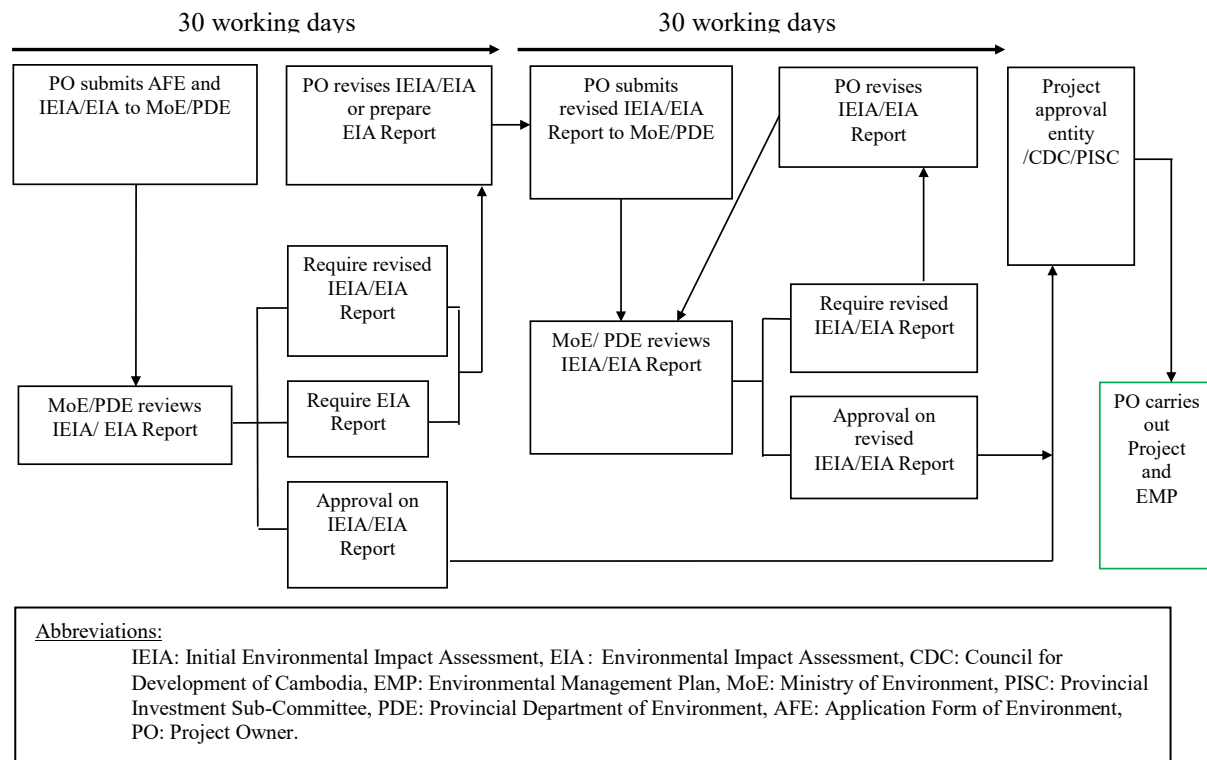 30 working days
30 working days
PO submits AFE and
IEIA/EIA to MoE/PDE
PO revises IEIA/EIA
or prepare
EIA Report
PO submits
revised IEIA/EIA
Report to MoE/PDE
PO revises
IEIA/EIA
Report
Project
approval
entity
/CDC/PISC
Require revised
IEIA/EIA
Report
MoE/PDE reviews
IEIA/ EIA Report
Require EIA
Report
Approval on
IEIA/EIA
Report
MoE/ PDE reviews
IEIA/EIA Report
Require revised
IEIA/EIA Report
Approval on
revised
IEIA/EIA Report
PO carries
out
Project
and
EMP
Abbreviations:
IEIA: Initial Environmental Impact Assessment, EIA: Environmental Impact Assessment, CDC: Council for
Development of Cambodia, EMP: Environmental Management Plan, MoE: Ministry of Environment, PISC: Provincial
Investment Sub-Committee, PDE: Provincial Department of Environment, AFE: Application Form of Environment,
PO: Project Owner.